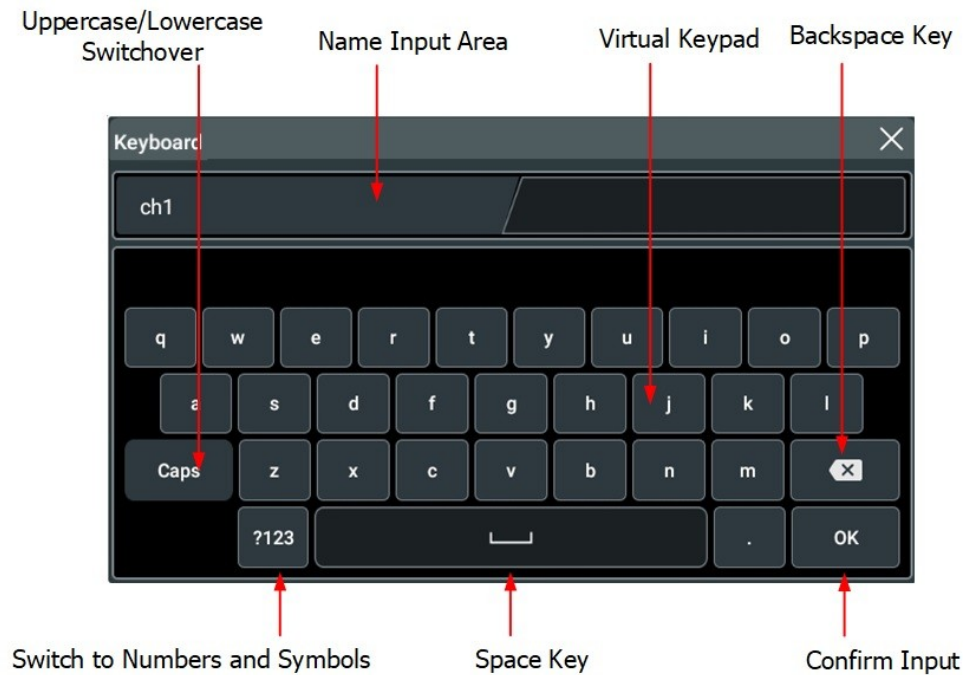 Uppercase/Lowercase
Switchover
Name Input Area
Virtual Keypad
Backspace Key
Keyboard
ch1
q w e r t y u i o p
a s d f g h j k l
Caps z x c v b n m
?123 . OK
Switch to Numbers and Symbols
Space Key
Confirm Input